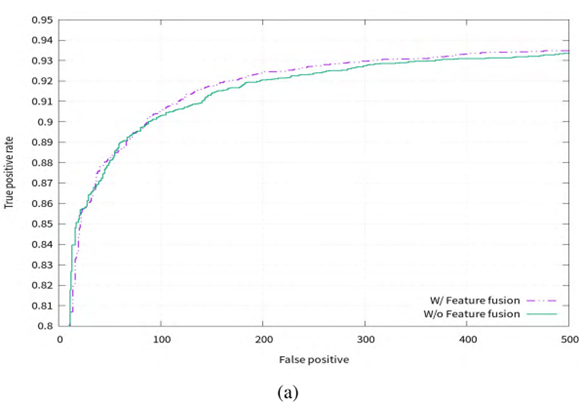 0.95
0.94
0.93
0.92
0.91
0.9
0.89
0.88
0.87
0.86
0.85
0.84
0.83
0.82
0.81
0.8
True positive rate
W/ Feature fusion
W/o Feature fusion
0 100 200 300 400 500
False positive
(a)